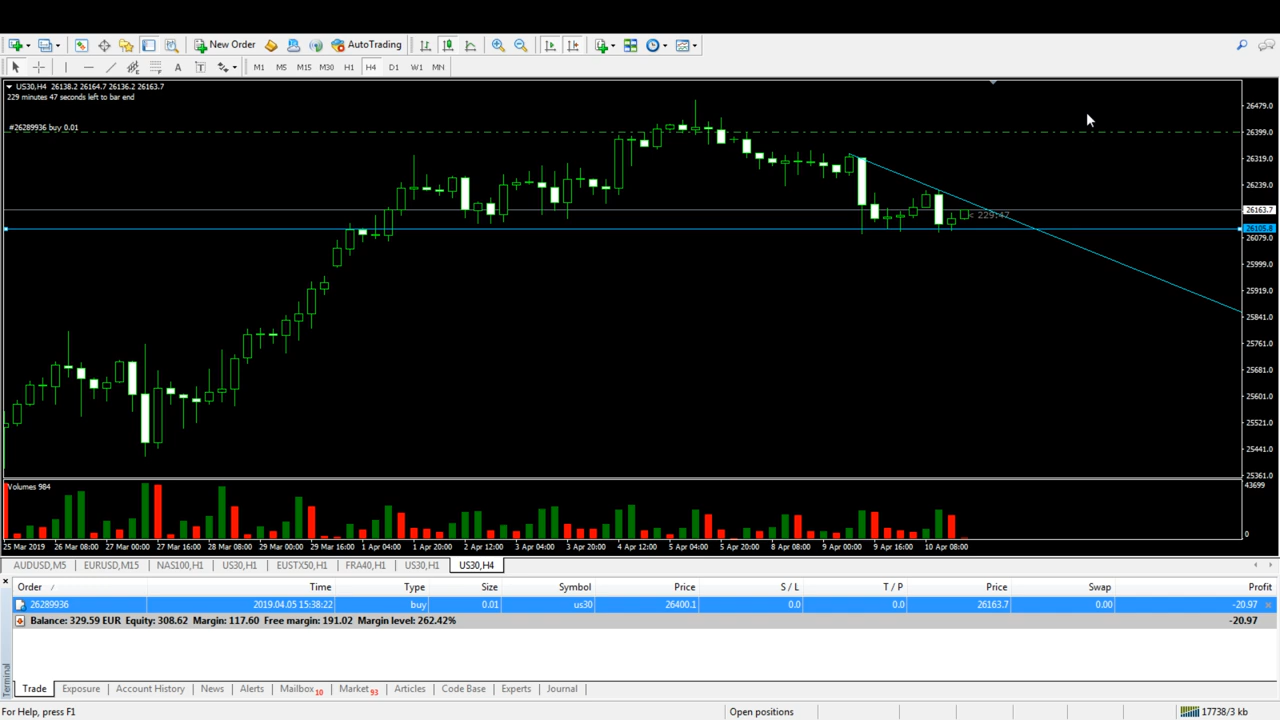 New Order AutoTrading
M1 M5 M15 M30 H1 H4 D1 W1 MN
US30,H4 26138.2 26164.7 26136.2 26163.7
229 minutes 47 seconds left to bar end
#26289936 buy 0.01
26479.0
26399.0
26319.0
26239.0
26163.7
26105.8
26079.0
25999.0
25919.0
25841.0
25761.0
25681.0
25601.0
25521.0
25441.0
25361.0
< 229:47
Volumes 984
43699
0
25 Mar 2019 26 Mar 08:00 27 Mar 00:00 27 Mar 16:00 28 Mar 08:00 29 Mar 00:00 29 Mar 16:00 1 Apr 04:00 1 Apr 20:00 2 Apr 12:00 3 Apr 04:00 3 Apr 20:00 4 Apr 12:00 5 Apr 04:00 5 Apr 20:00 8 Apr 08:00 9 Apr 00:00 9 Apr 16:00 10 Apr 08:00
AUDUSD,M5 EURUSD,M15 NAS100,H1 US30,H1 EUSTX50,H1 FRA40,H1 US30,H1 US30,H4
Order / Time Type Size Symbol Price S / L T / P Price Swap Profit
26289936 2019.04.05 15:38:22 buy 0.01 us30 26400.1 0.0 0.0 26163.7 0.00 -20.97
Balance: 329.59 EUR Equity: 308.62 Margin: 117.60 Free margin: 191.02 Margin level: 262.42% -20.97
Terminal
Trade Exposure Account History News Alerts Mailbox 10 Market 93 Articles Code Base Experts Journal
For Help, press F1 Open positions 17738/3 kb